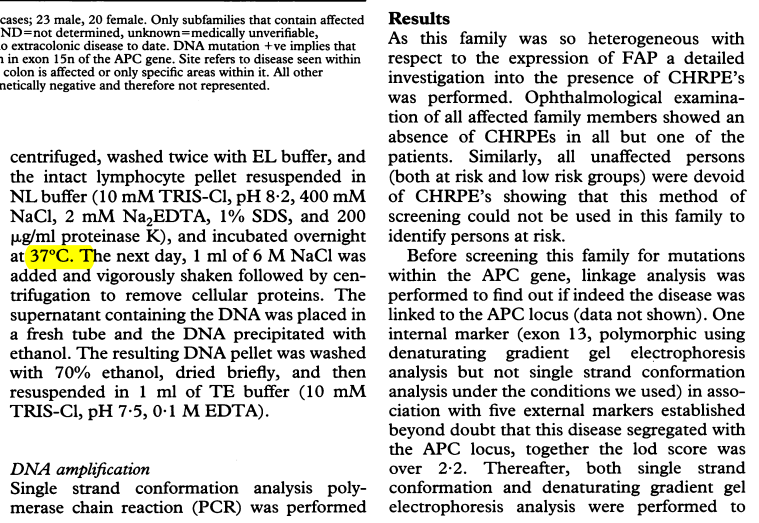 cases; 23 male, 20 female. Only subfamilies that contain affected
ND=not determined, unknown=medically unverifiable,
o extracolonic disease to date. DNA mutation +ve implies that
in exon 15n of the APC gene. Site refers to disease seen within
colon is affected or only specific areas within it. All other
netically negative and therefore not represented.
centrifuged, washed twice with EL buffer, and
the intact lymphocyte pellet resuspended in
NL buffer (10 mM TRIS-Cl, pH 8·2, 400 mM
NaCl, 2 mM Na₂EDTA, 1% SDS, and 200
µg/ml proteinase K), and incubated overnight
at 37°C. The next day, 1 ml of 6 M NaCl was
added and vigorously shaken followed by cen-
trifugation to remove cellular proteins. The
supernatant containing the DNA was placed in
a fresh tube and the DNA precipitated with
ethanol. The resulting DNA pellet was washed
with 70% ethanol, dried briefly, and then
resuspended in 1 ml of TE buffer (10 mM
TRIS-Cl, pH 7·5, 0·1 M EDTA).
DNA amplification
Single strand conformation analysis poly-
merase chain reaction (PCR) was performed
Results
As this family was so heterogeneous with
respect to the expression of FAP a detailed
investigation into the presence of CHRPE's
was performed. Ophthalmological examina-
tion of all affected family members showed an
absence of CHRPEs in all but one of the
patients. Similarly, all unaffected persons
(both at risk and low risk groups) were devoid
of CHRPE's showing that this method of
screening could not be used in this family to
identify persons at risk.
Before screening this family for mutations
within the APC gene, linkage analysis was
performed to find out if indeed the disease was
linked to the APC locus (data not shown). One
internal marker (exon 13, polymorphic using
denaturating gradient gel electrophoresis
analysis but not single strand conformation
analysis under the conditions we used) in asso-
ciation with five external markers established
beyond doubt that this disease segregated with
the APC locus, together the lod score was
over 2·2. Thereafter, both single strand
conformation and denaturating gradient gel
electrophoresis analysis were performed to